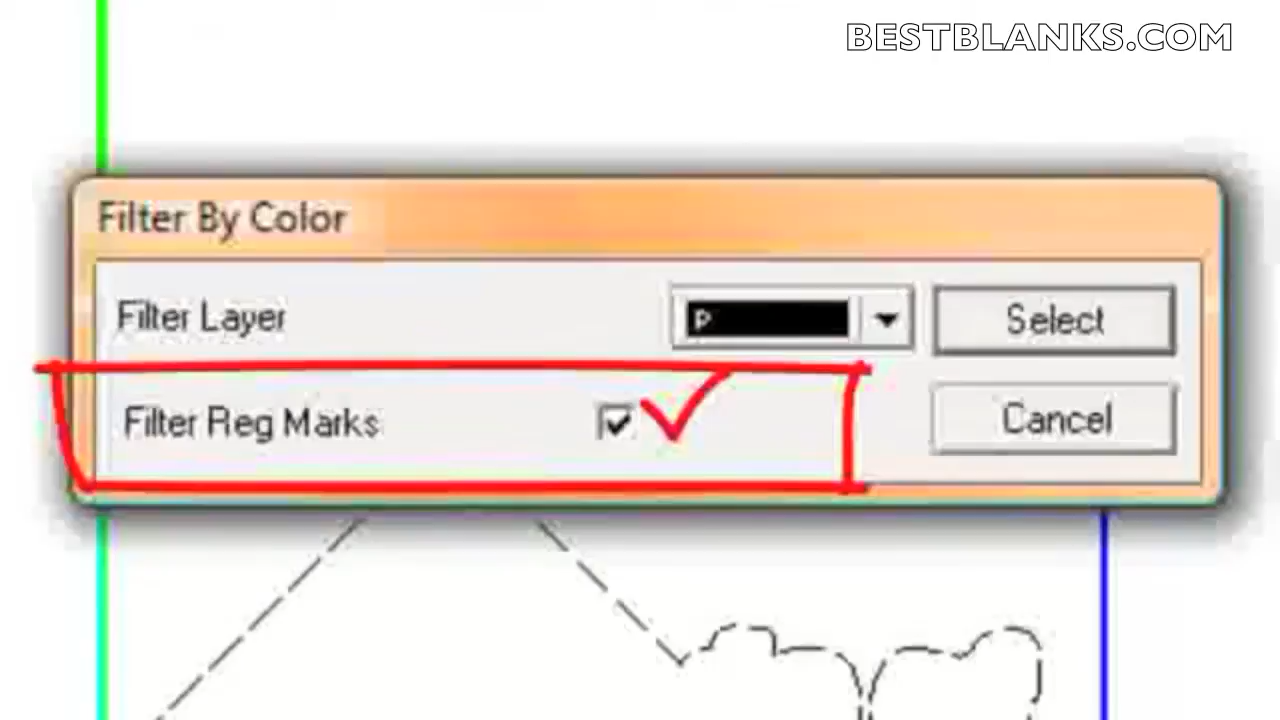 BESTBLANKS.COM
Filter By Color
Filter Layer
P
Select
Filter Reg Marks
Cancel